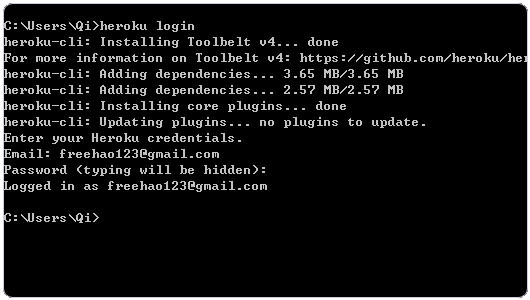 C:\Users\Qi>heroku login
heroku-cli: Installing Toolbelt v4... done
For more information on Toolbelt v4: https://github.com/heroku/her
heroku-cli: Adding dependencies... 3.65 MB/3.65 MB
heroku-cli: Adding dependencies... 2.57 MB/2.57 MB
heroku-cli: Installing core plugins... done
heroku-cli: Updating plugins... no plugins to update.
Enter your Heroku credentials.
Email: freehao123@gmail.com
Password (typing will be hidden):
Logged in as freehao123@gmail.com
C:\Users\Qi>